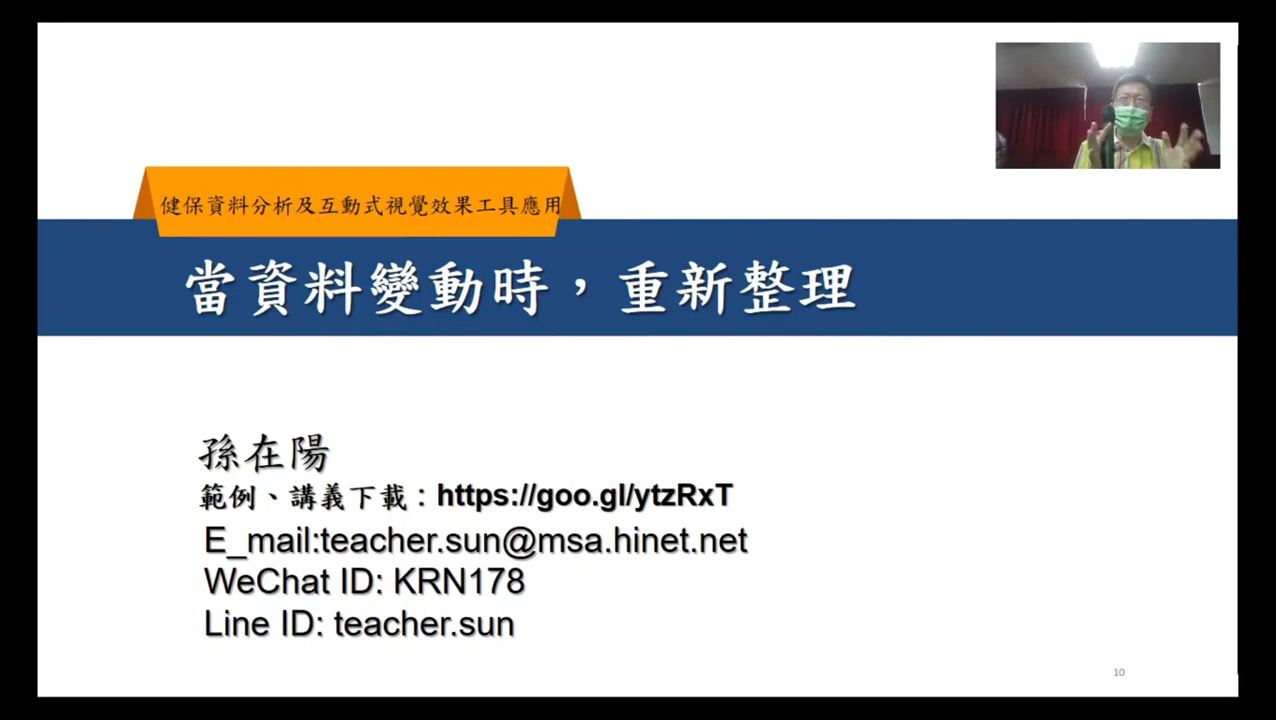 健保資料分析及互動式視覺效果工具應用
當資料變動時，重新整理
孫在陽
範例、講義下載：https://goo.gl/ytzRxT
E_mail:teacher.sun@msa.hinet.net
WeChat ID: KRN178
Line ID: teacher.sun
10